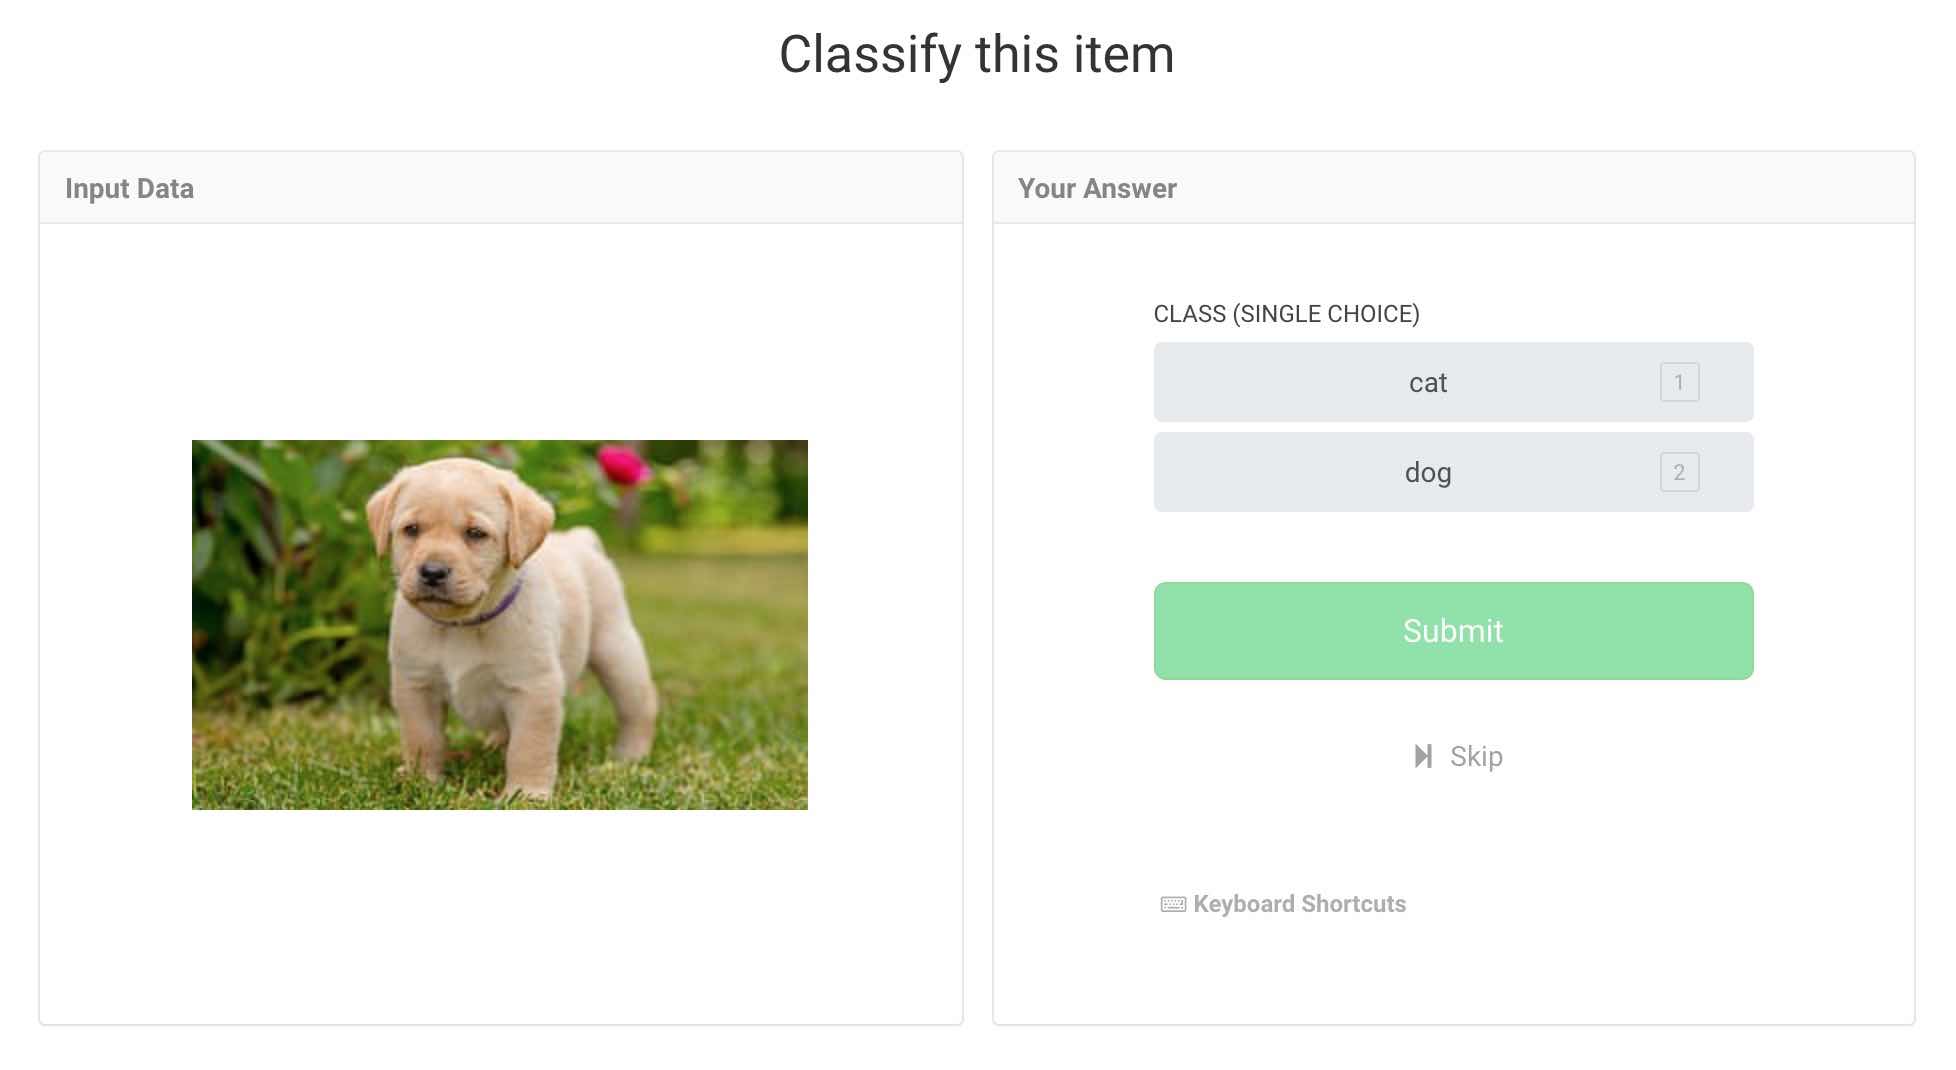 Classify this item
Input Data
Your Answer
CLASS (SINGLE CHOICE)
cat 1
dog 2
Submit
Skip
Keyboard Shortcuts